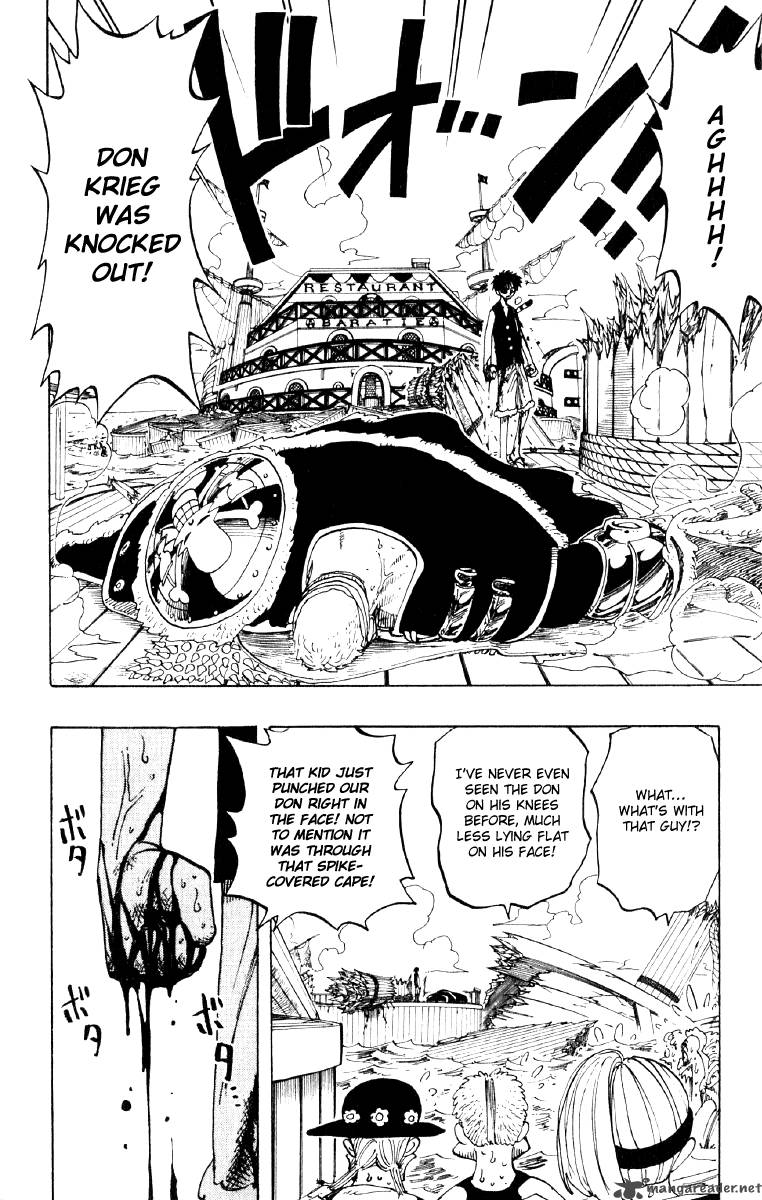 AGHHHH!
ドオーン!!
DON
KRIEG
WAS
KNOCKED
OUT!
RESTAURANT
BARATIE
WHAT...
WHAT'S WITH
THAT GUY!?
I'VE NEVER EVEN
SEEN THE DON
ON HIS KNEES
BEFORE, MUCH
LESS LYING FLAT
ON HIS FACE!
THAT KID JUST
PUNCHED OUR
DON RIGHT IN
THE FACE! NOT
TO MENTION IT
WAS THROUGH
THAT SPIKE-
COVERED CAPE!
ボタ
ボタ
ボタ
mangareader.net